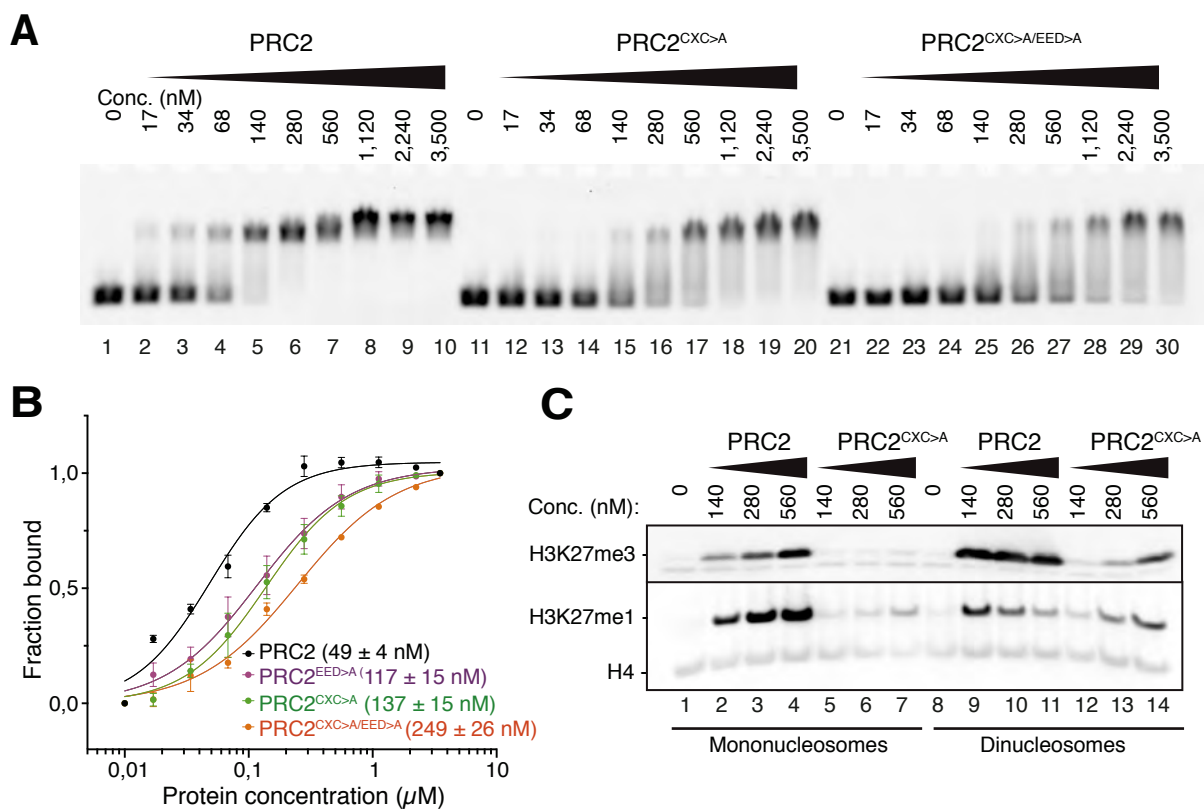 A
PRC2 PRC2CXC>A PRC2CXC>A/EED>A
Conc. (nM)
0 17 34 68 140 280 560 1,120 2,240 3,500 0 17 34 68 140 280 560 1,120 2,240 3,500 0 17 34 68 140 280 560 1,120 2,240 3,500
1 2 3 4 5 6 7 8 9 10 11 12 13 14 15 16 17 18 19 20 21 22 23 24 25 26 27 28 29 30
B
Fraction bound
1,0
0,5
0,0
PRC2 (49 ± 4 nM)
PRC2EED>A (117 ± 15 nM)
PRC2CXC>A (137 ± 15 nM)
PRC2CXC>A/EED>A (249 ± 26 nM)
0,01 0,1 1 10
Protein concentration (µM)
C
PRC2 PRC2CXC>A PRC2 PRC2CXC>A
Conc. (nM): 0 140 280 560 140 280 560 0 140 280 560 140 280 560
H3K27me3
H3K27me1
H4
1 2 3 4 5 6 7 8 9 10 11 12 13 14
Mononucleosomes Dinucleosomes